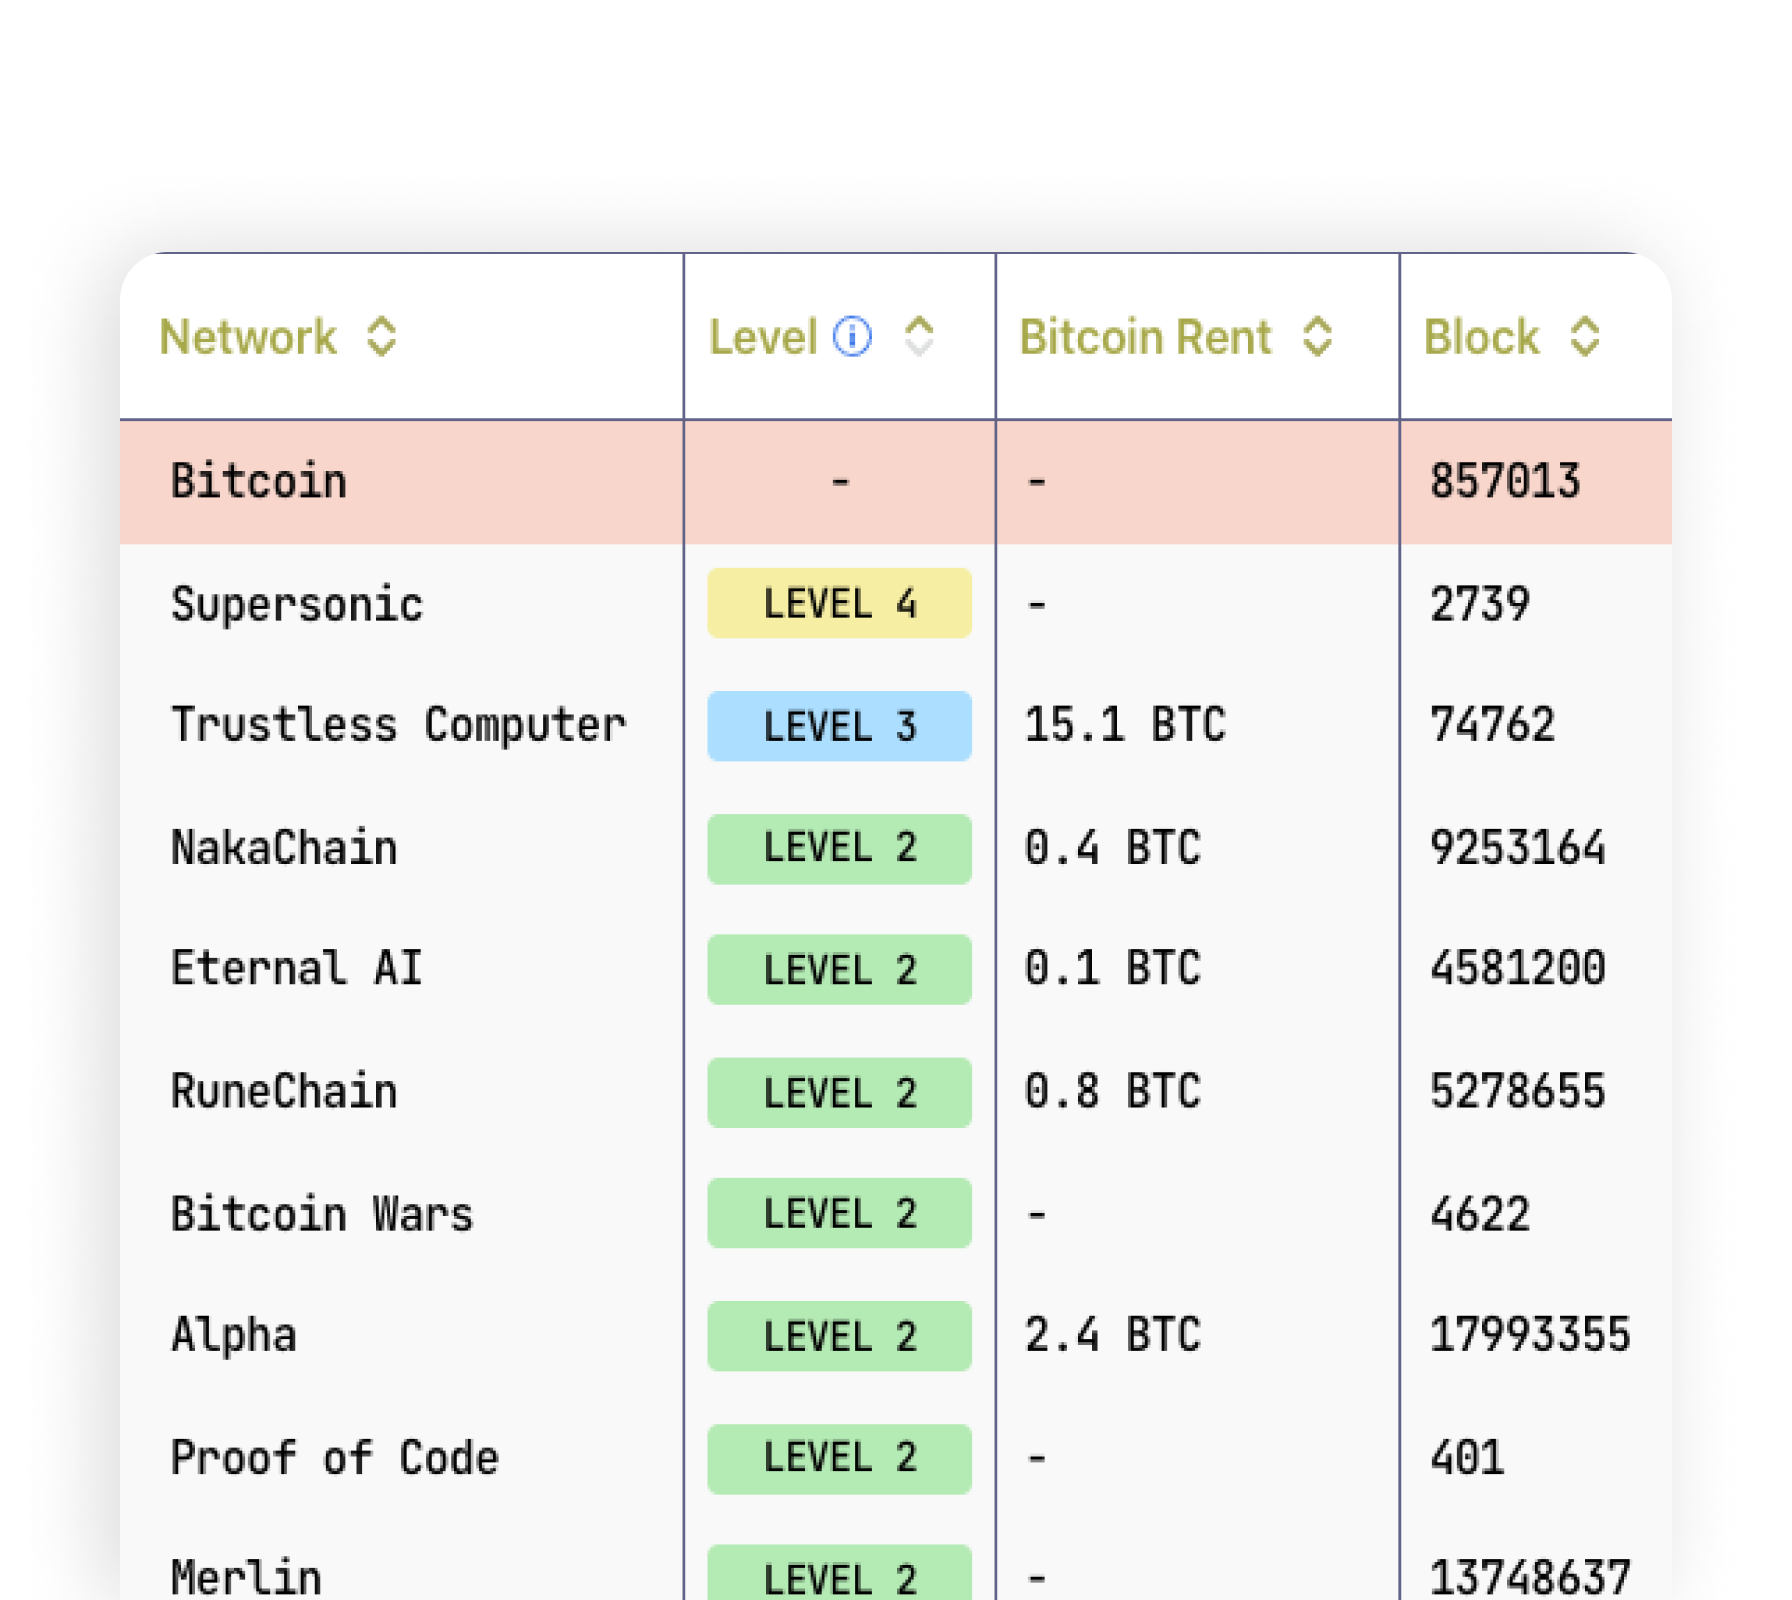 Network Level Bitcoin Rent Block
Bitcoin - - 857013
Supersonic LEVEL 4 - 2739
Trustless Computer LEVEL 3 15.1 BTC 74762
NakaChain LEVEL 2 0.4 BTC 9253164
Eternal AI LEVEL 2 0.1 BTC 4581200
RuneChain LEVEL 2 0.8 BTC 5278655
Bitcoin Wars LEVEL 2 - 4622
Alpha LEVEL 2 2.4 BTC 17993355
Proof of Code LEVEL 2 - 401
Merlin LEVEL 2 - 13748637